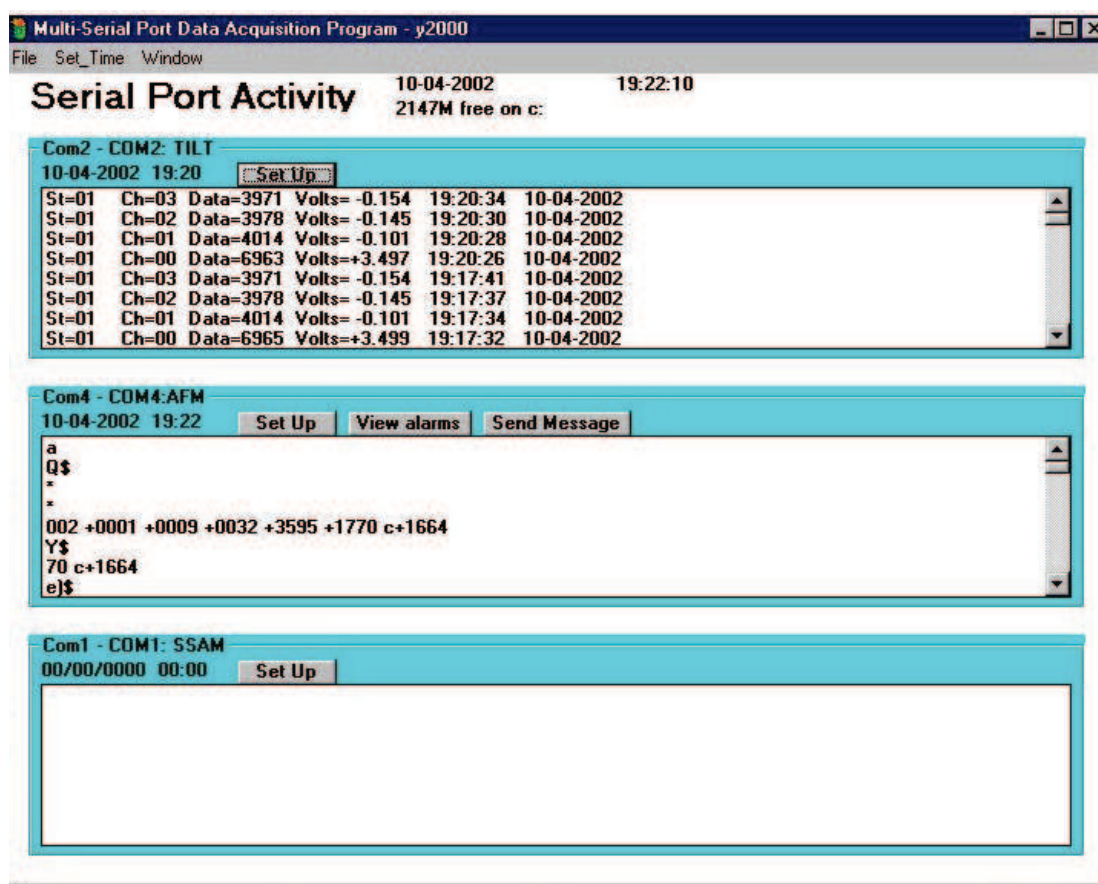 Multi-Serial Port Data Acquisition Program - y2000
File Set_Time Window
Serial Port Activity 10-04-2002 19:22:10
2147M free on c:
Com2 - COM2: TILT
10-04-2002 19:20 Set Up
St=01 Ch=03 Data=3971 Volts= -0.154 19:20:34 10-04-2002
St=01 Ch=02 Data=3978 Volts= -0.145 19:20:30 10-04-2002
St=01 Ch=01 Data=4014 Volts= -0.101 19:20:28 10-04-2002
St=01 Ch=00 Data=6963 Volts=+3.497 19:20:26 10-04-2002
St=01 Ch=03 Data=3971 Volts= -0.154 19:17:41 10-04-2002
St=01 Ch=02 Data=3978 Volts= -0.145 19:17:37 10-04-2002
St=01 Ch=01 Data=4014 Volts= -0.101 19:17:34 10-04-2002
St=01 Ch=00 Data=6965 Volts=+3.499 19:17:32 10-04-2002
Com4 - COM4:AFM
10-04-2002 19:22 Set Up View alarms Send Message
a
Q$
*
*
002 +0001 +0009 +0032 +3595 +1770 c+1664
Y$
70 c+1664
e)$
Com1 - COM1: SSAM
00/00/0000 00:00 Set Up